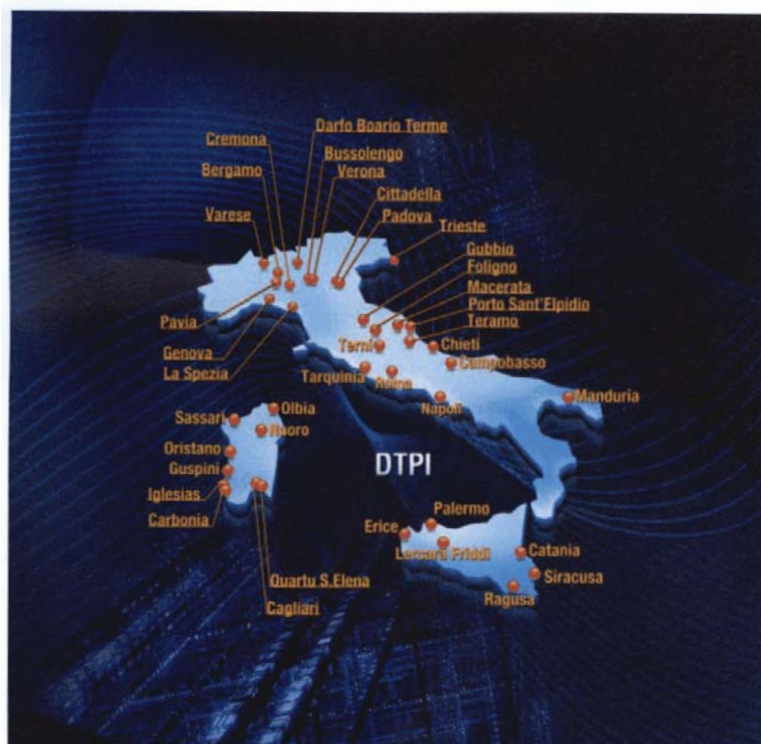 Darfo Boario Terme
Cremona
Bussolengo
Bergamo
Verona
Cittadella
Varese
Padova
Trieste
Gubbio
Foligno
Macerata
Porto Sant'Elpidio
Pavia
Teramo
Terni
Chieti
Genova
Campobasso
La Spezia
Tarquinia
Roma
Manduria
Napoli
Olbia
Sassari
Nuoro
Oristano
DTPI
Guspini
Iglesias
Palermo
Carbonia
Erice
Lercara Friddi
Catania
Quartu S.Elena
Siracusa
Ragusa
Cagliari